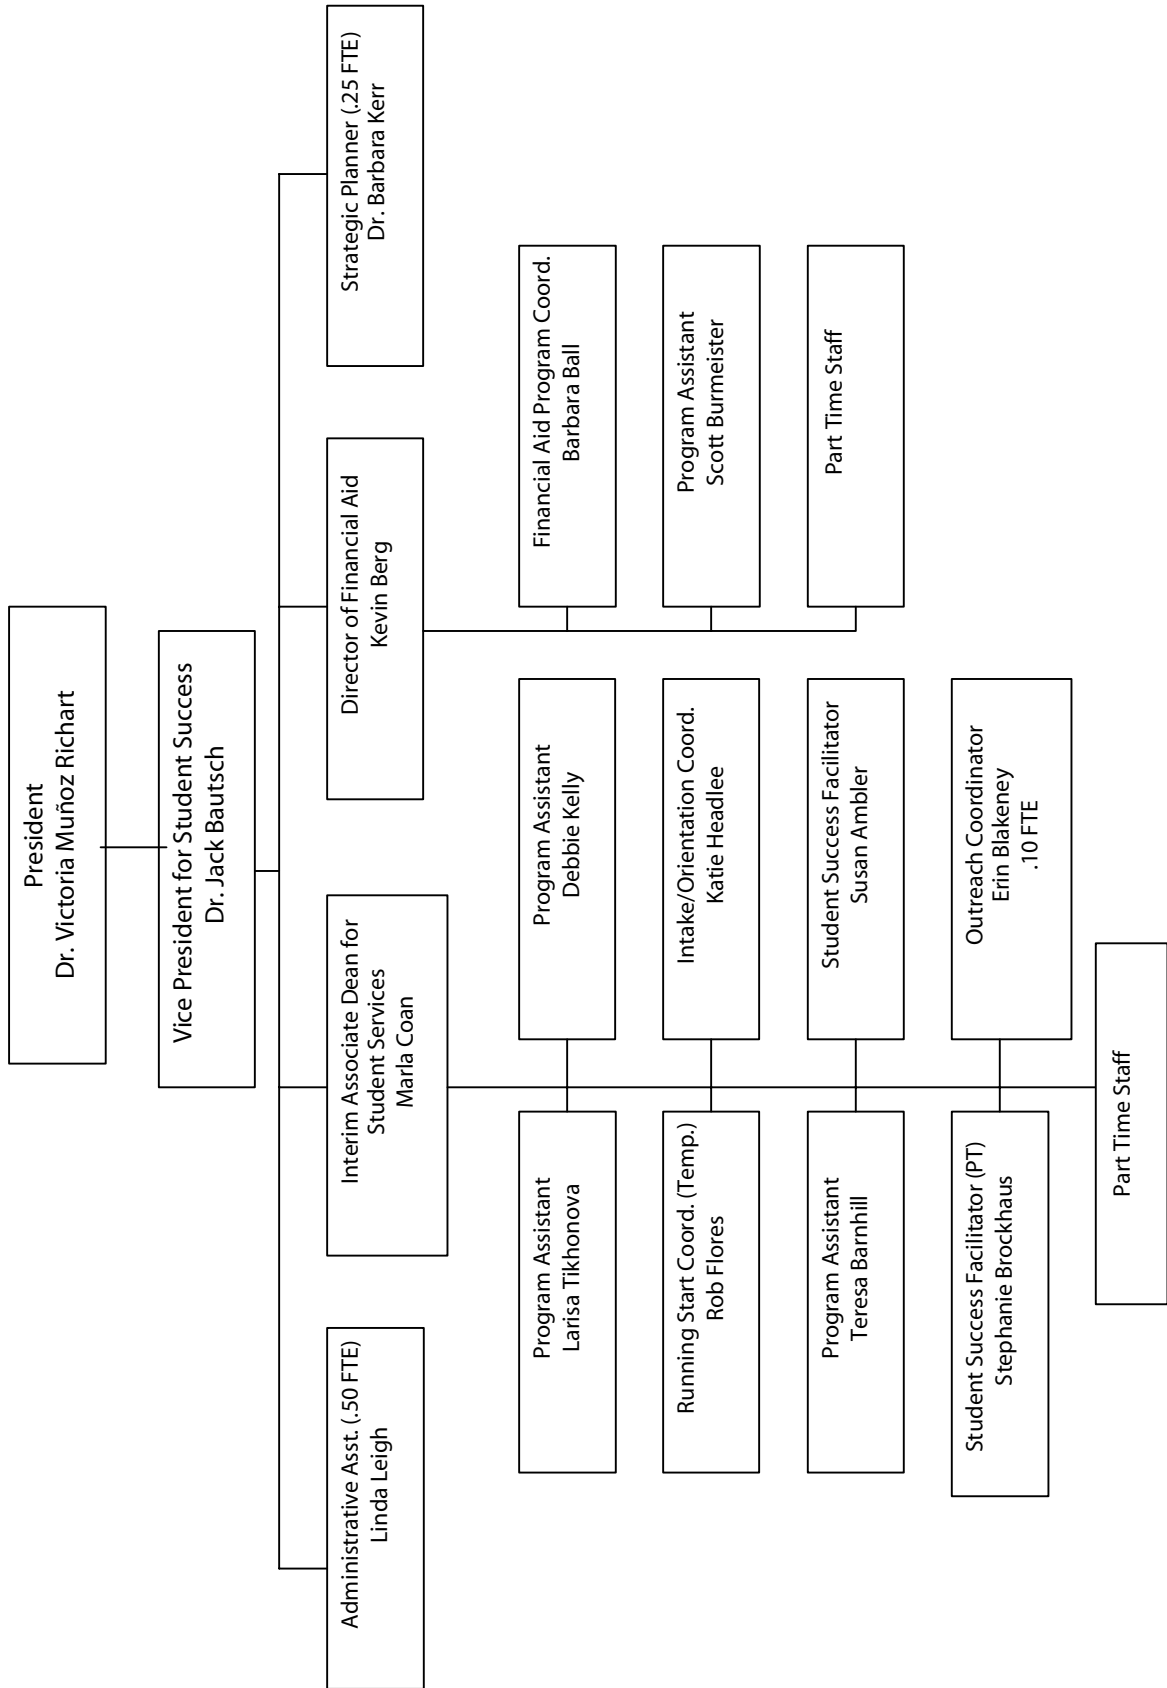 President
Dr. Victoria Muñoz Richart
Vice President for Student Success
Dr. Jack Bautsch
Administrative Asst. (.50 FTE)
Linda Leigh
Interim Associate Dean for
Student Services
Marla Coan
Director of Financial Aid
Kevin Berg
Strategic Planner (.25 FTE)
Dr. Barbara Kerr
Program Assistant
Larisa Tikhonova
Program Assistant
Debbie Kelly
Financial Aid Program Coord.
Barbara Ball
Running Start Coord. (Temp.)
Rob Flores
Intake/Orientation Coord.
Katie Headlee
Program Assistant
Scott Burmeister
Program Assistant
Teresa Barnhill
Student Success Facilitator
Susan Ambler
Part Time Staff
Student Success Facilitator (PT)
Stephanie Brockhaus
Outreach Coordinator
Erin Blakeney
.10 FTE
Part Time Staff